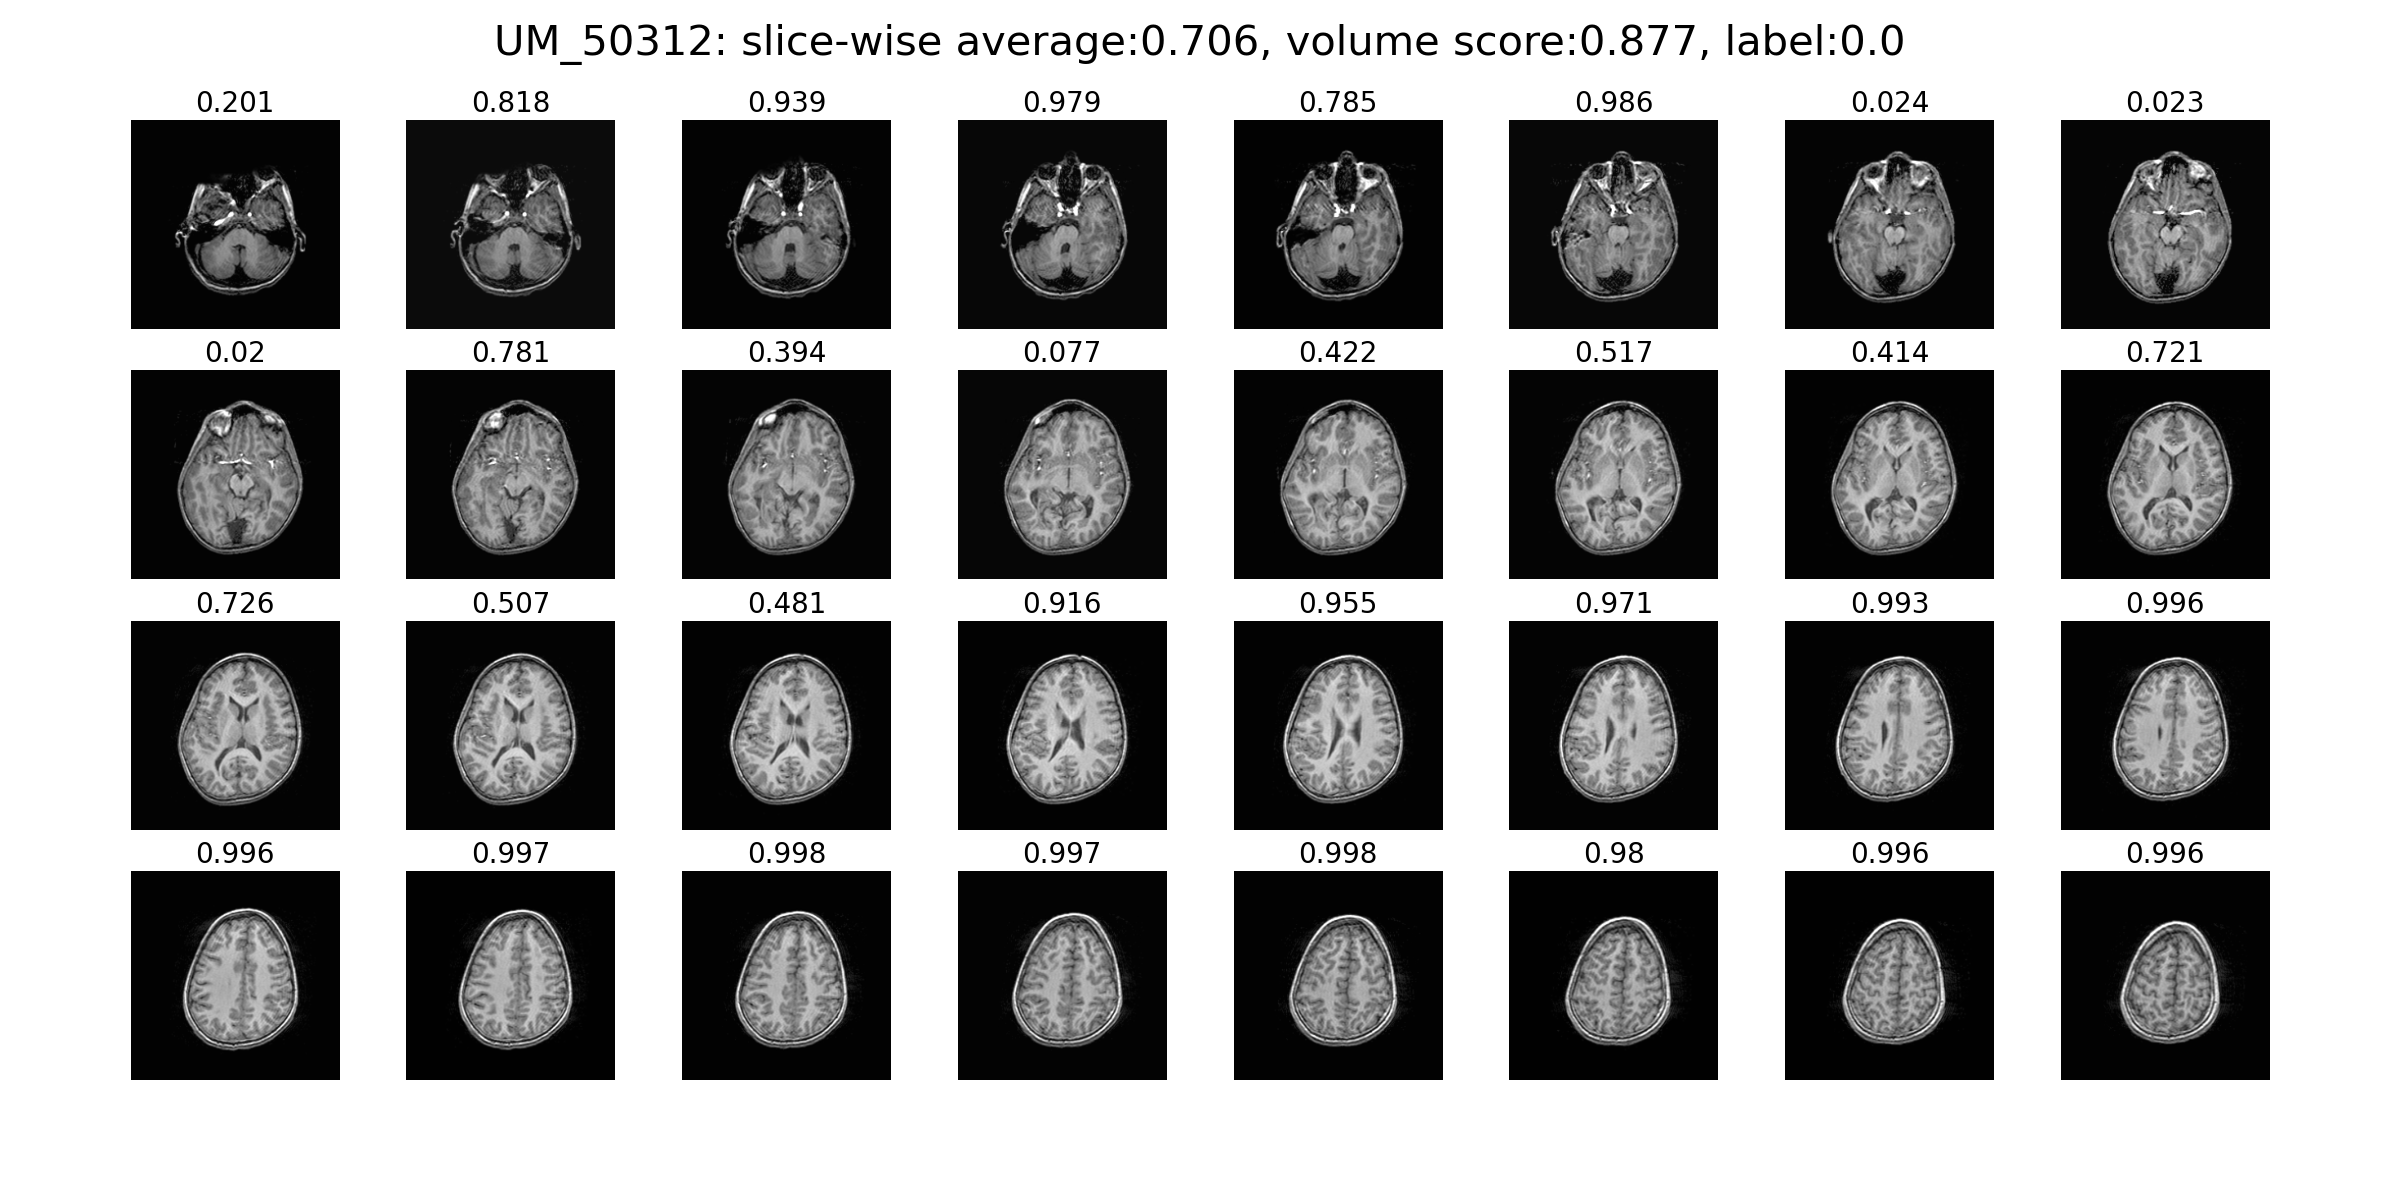 UM_50312: slice-wise average:0.706, volume score:0.877, label:0.0
0.201 0.818 0.939 0.979 0.785 0.986 0.024 0.023
0.02 0.781 0.394 0.077 0.422 0.517 0.414 0.721
0.726 0.507 0.481 0.916 0.955 0.971 0.993 0.996
0.996 0.997 0.998 0.997 0.998 0.98 0.996 0.996